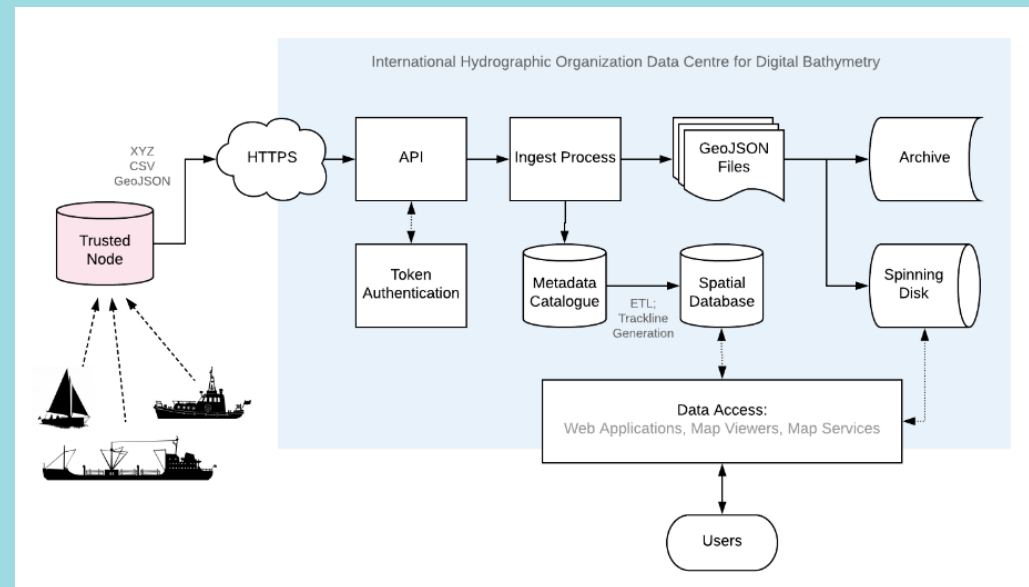 International Hydrographic Organization Data Centre for Digital Bathymetry
XYZ
CSV
GeoJSON
HTTPS
API
Ingest Process
GeoJSON
Files
Archive
Trusted
Node
Token
Authentication
Metadata
Catalogue
ETL;
Trackline
Generation
Spatial
Database
Spinning
Disk
Data Access:
Web Applications, Map Viewers, Map Services
Users